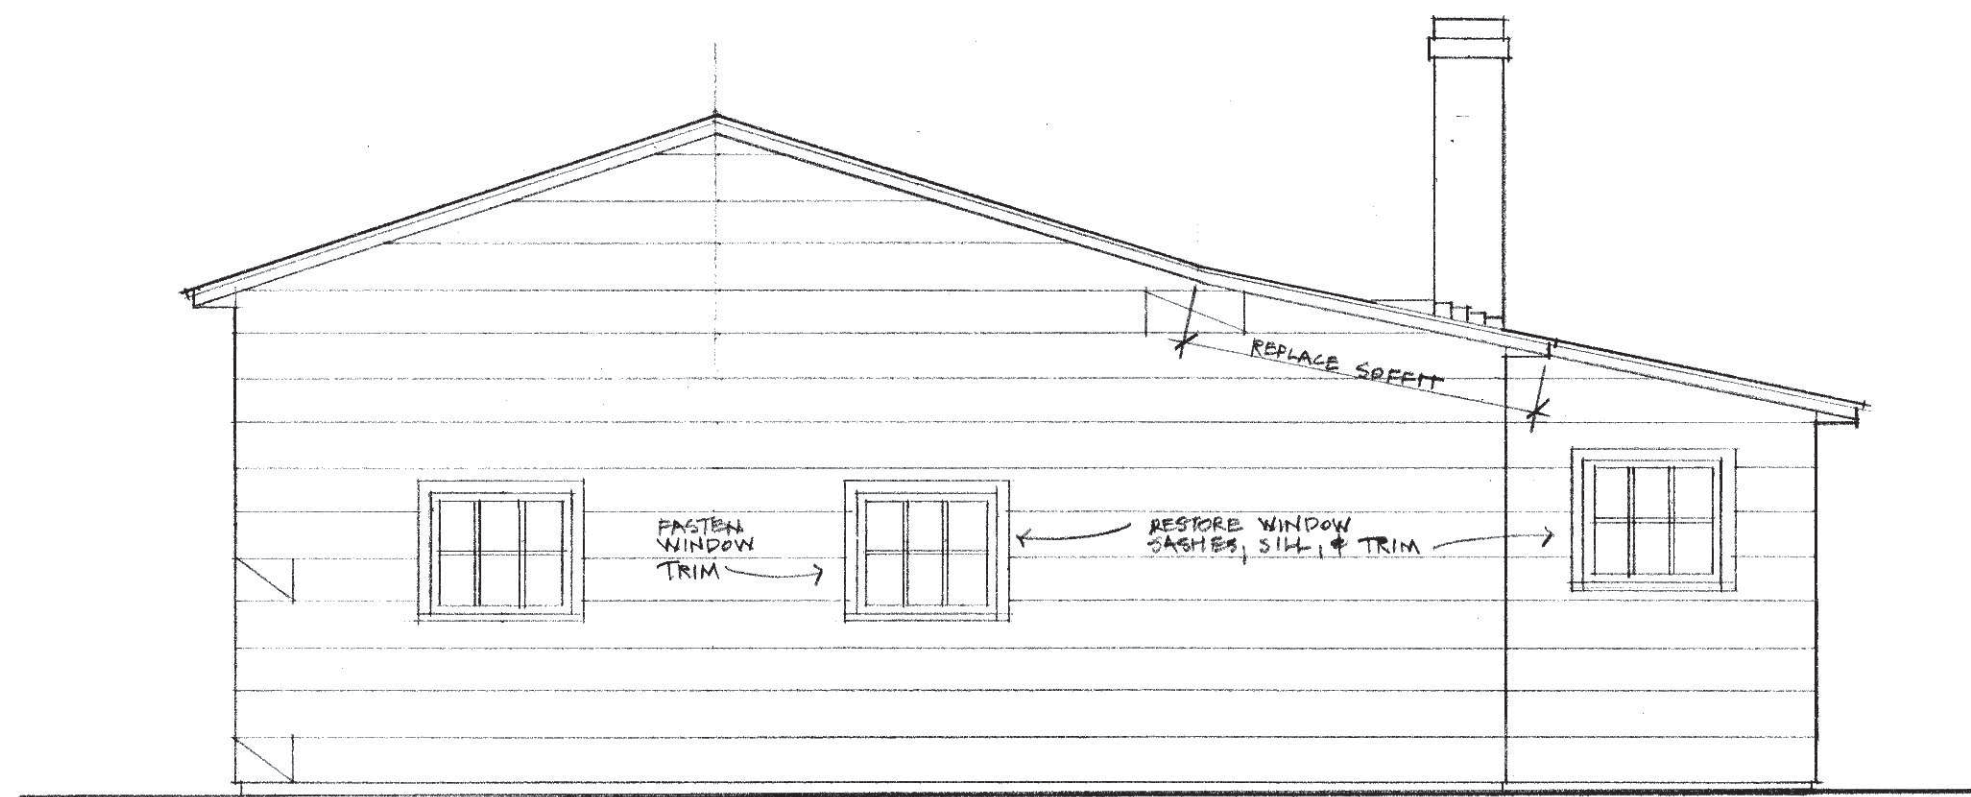 REPLACE SOFFIT
FASTEN
WINDOW
TRIM
RESTORE WINDOW
SASHES, SILL, & TRIM